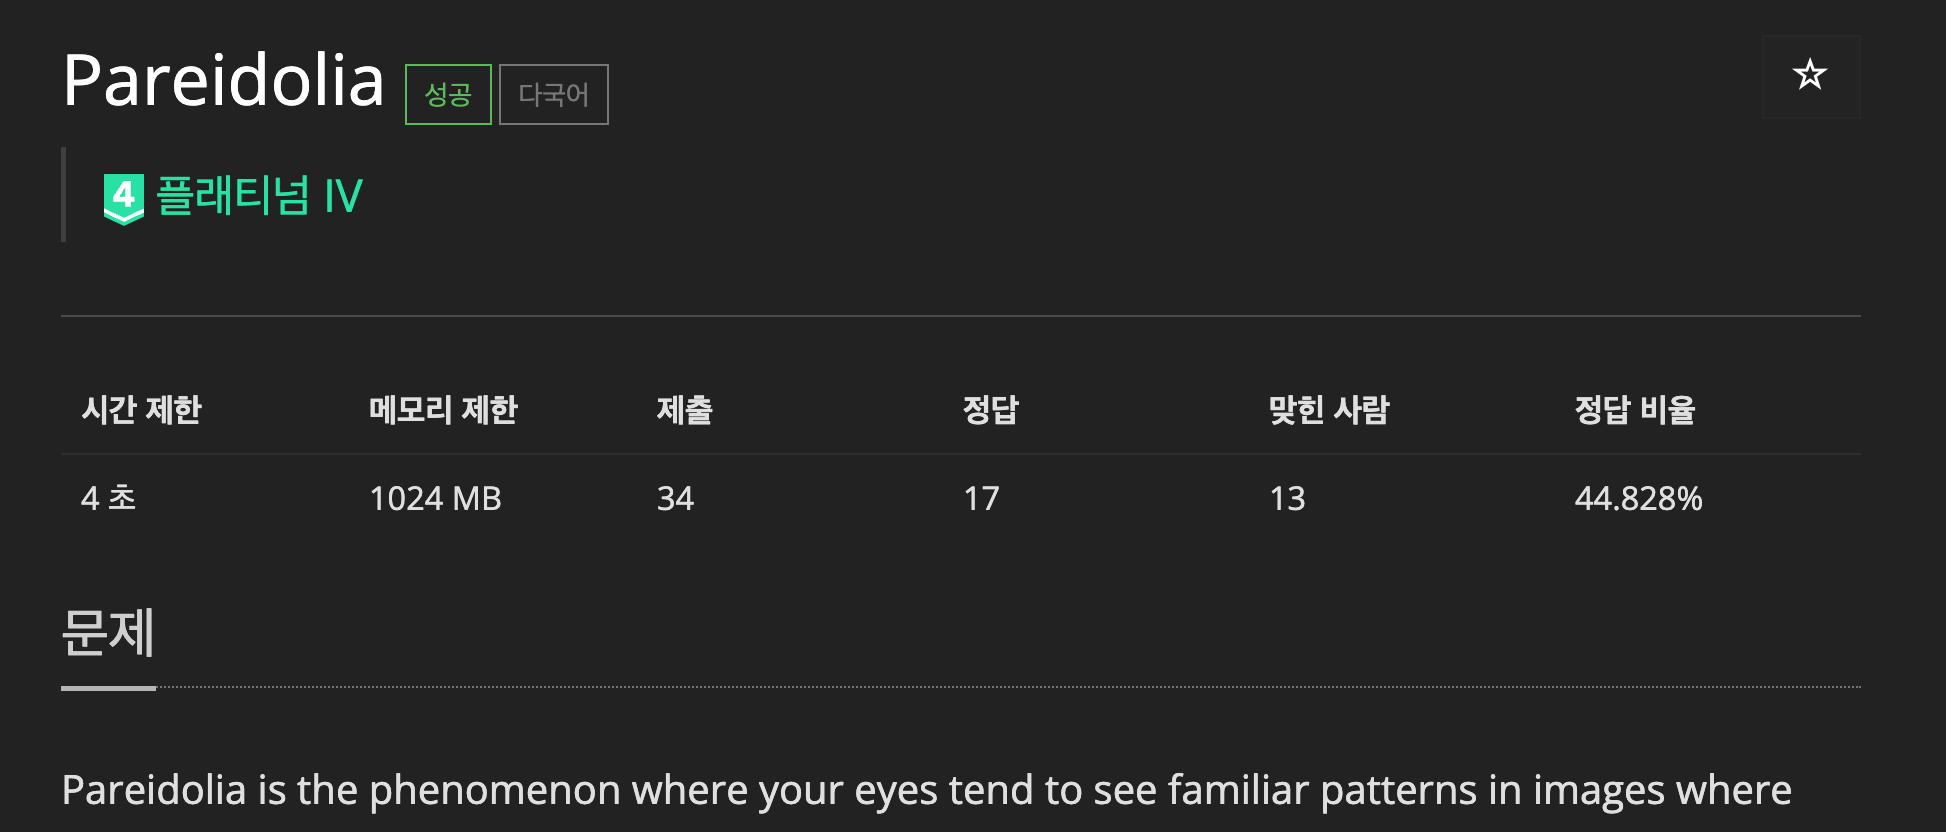 Pareidolia 성공 다국어
4 플래티넘 IV
시간 제한 메모리 제한 제출 정답 맞힌 사람 정답 비율
4 초 1024 MB 34 17 13 44.828%
문제
Pareidolia is the phenomenon where your eyes tend to see familiar patterns in images where